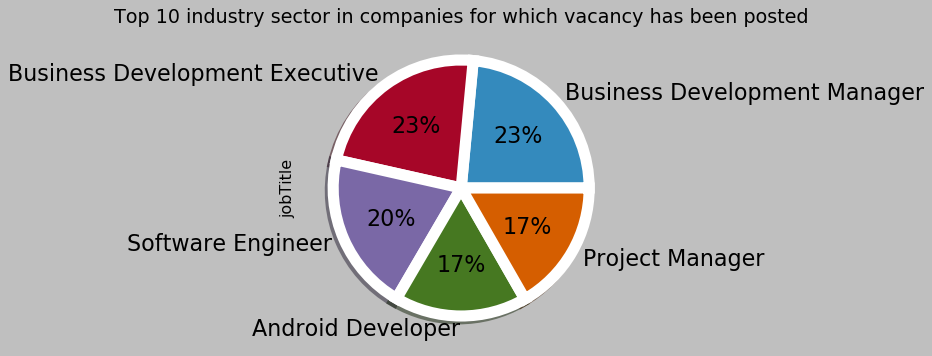 Top 10 industry sector in companies for which vacancy has been posted
Business Development Executive
Business Development Manager
23%
23%
jobTitle
20%
17%
17%
Software Engineer
Project Manager
Android Developer